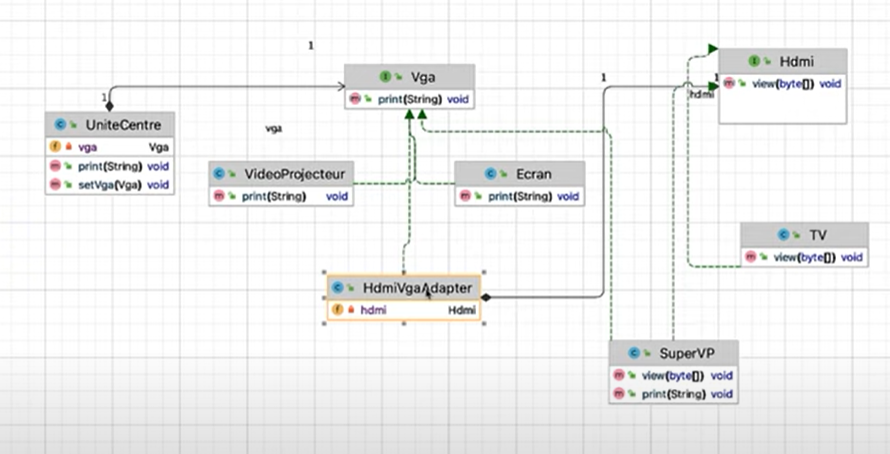 1
Vga
print(String) void
1
UniteCentre
vga Vga
print(String) void
setVga(Vga) void
vga
VideoProjecteur
print(String) void
Ecran
print(String) void
1
1
hdmi
Hdmi
view(byte[]) void
TV
view(byte[]) void
HdmiVgaAdapter
hdmi Hdmi
SuperVP
view(byte[]) void
print(String) void